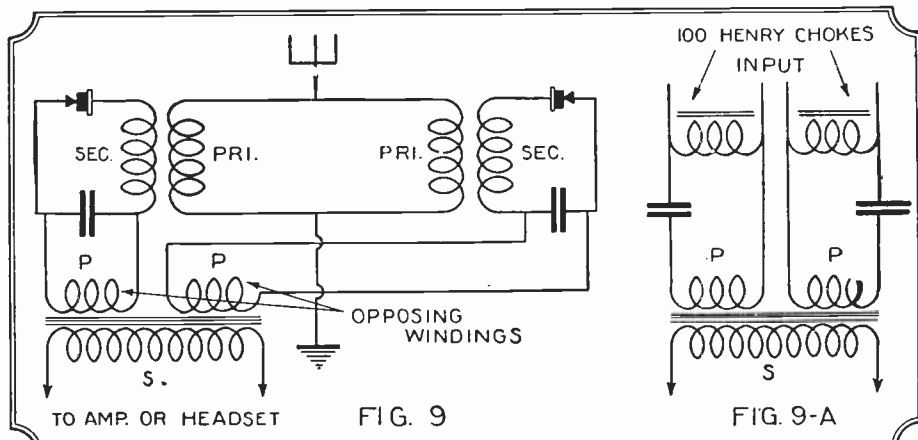 100 HENRY CHOKES
INPUT
SEC.
PRI.
PRI.
SEC.
P
P
P
P
OPPOSING
WINDINGS
S.
S
TO AMP. OR HEADSET
FIG. 9
FIG. 9-A